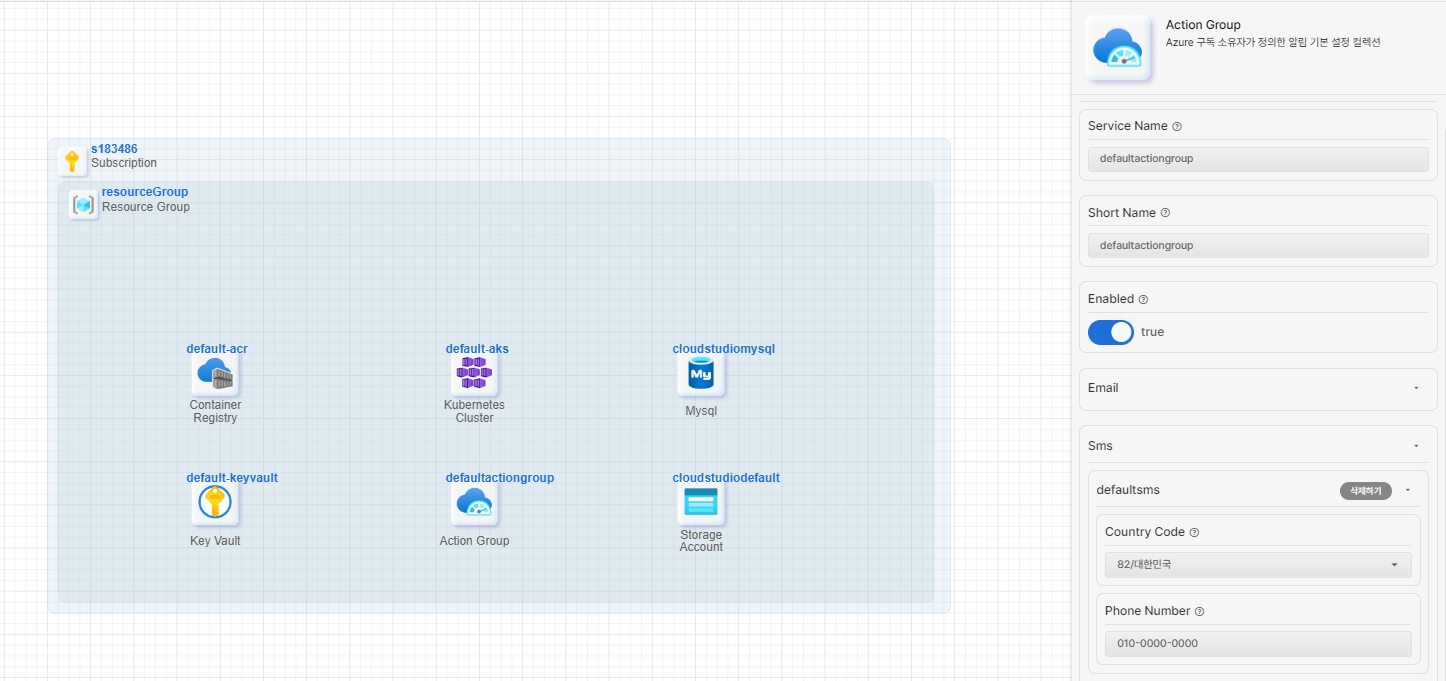 s183486
Subscription
resourceGroup
Resource Group
default-acr
Container
Registry
default-aks
Kubernetes
Cluster
cloudstudiomysql
My
Mysql
default-keyvault
Key Vault
defaultactiongroup
Action Group
cloudstudiodefault
Storage
Account
Action Group
Azure 구독 소유자가 정의한 알림 기본 설정 컬렉션
Service Name
defaultactiongroup
Short Name
defaultactiongroup
Enabled
true
Email
Sms
defaultsms 삭제하기
Country Code
82/대한민국
Phone Number
010-0000-0000